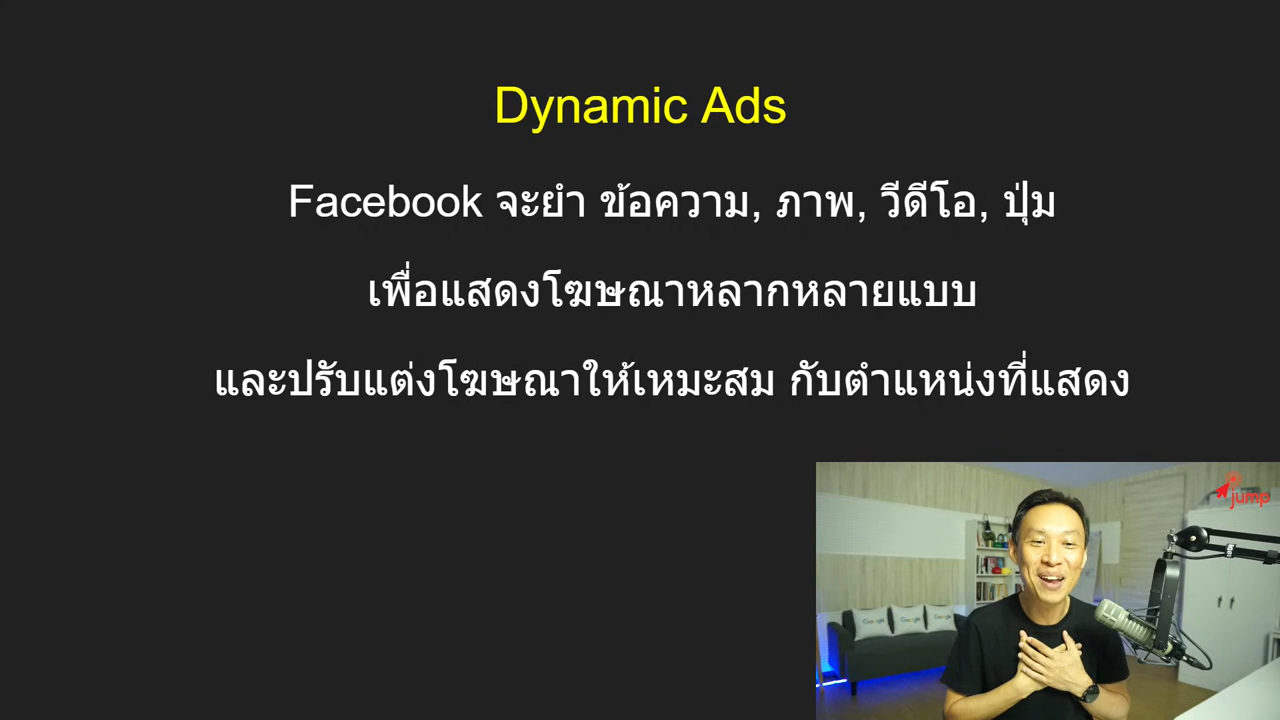 Dynamic Ads
Facebook จะยำ ข้อความ, ภาพ, วีดีโอ, ปุ่ม
เพื่อแสดงโฆษณาหลากหลายแบบ
และปรับแต่งโฆษณาให้เหมะสม กับตำแหน่งที่แสดง
jump
Google Google Google